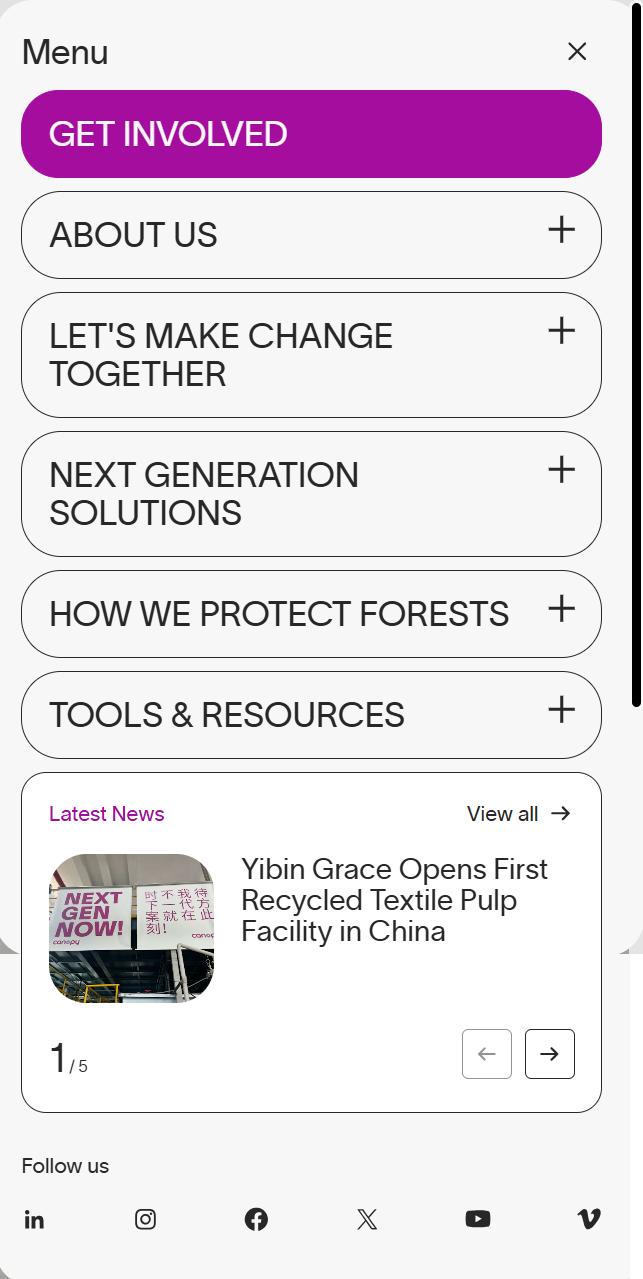 Menu
GET INVOLVED
ABOUT US
LET'S MAKE CHANGE
TOGETHER
NEXT GENERATION
SOLUTIONS
HOW WE PROTECT FORESTS
TOOLS & RESOURCES
Latest News
View all
NEXT
GEN
NOW!
canopy
时不我待
下一代方
案就在此
刻!
cano
Yibin Grace Opens First
Recycled Textile Pulp
Facility in China
1/ 5
Follow us